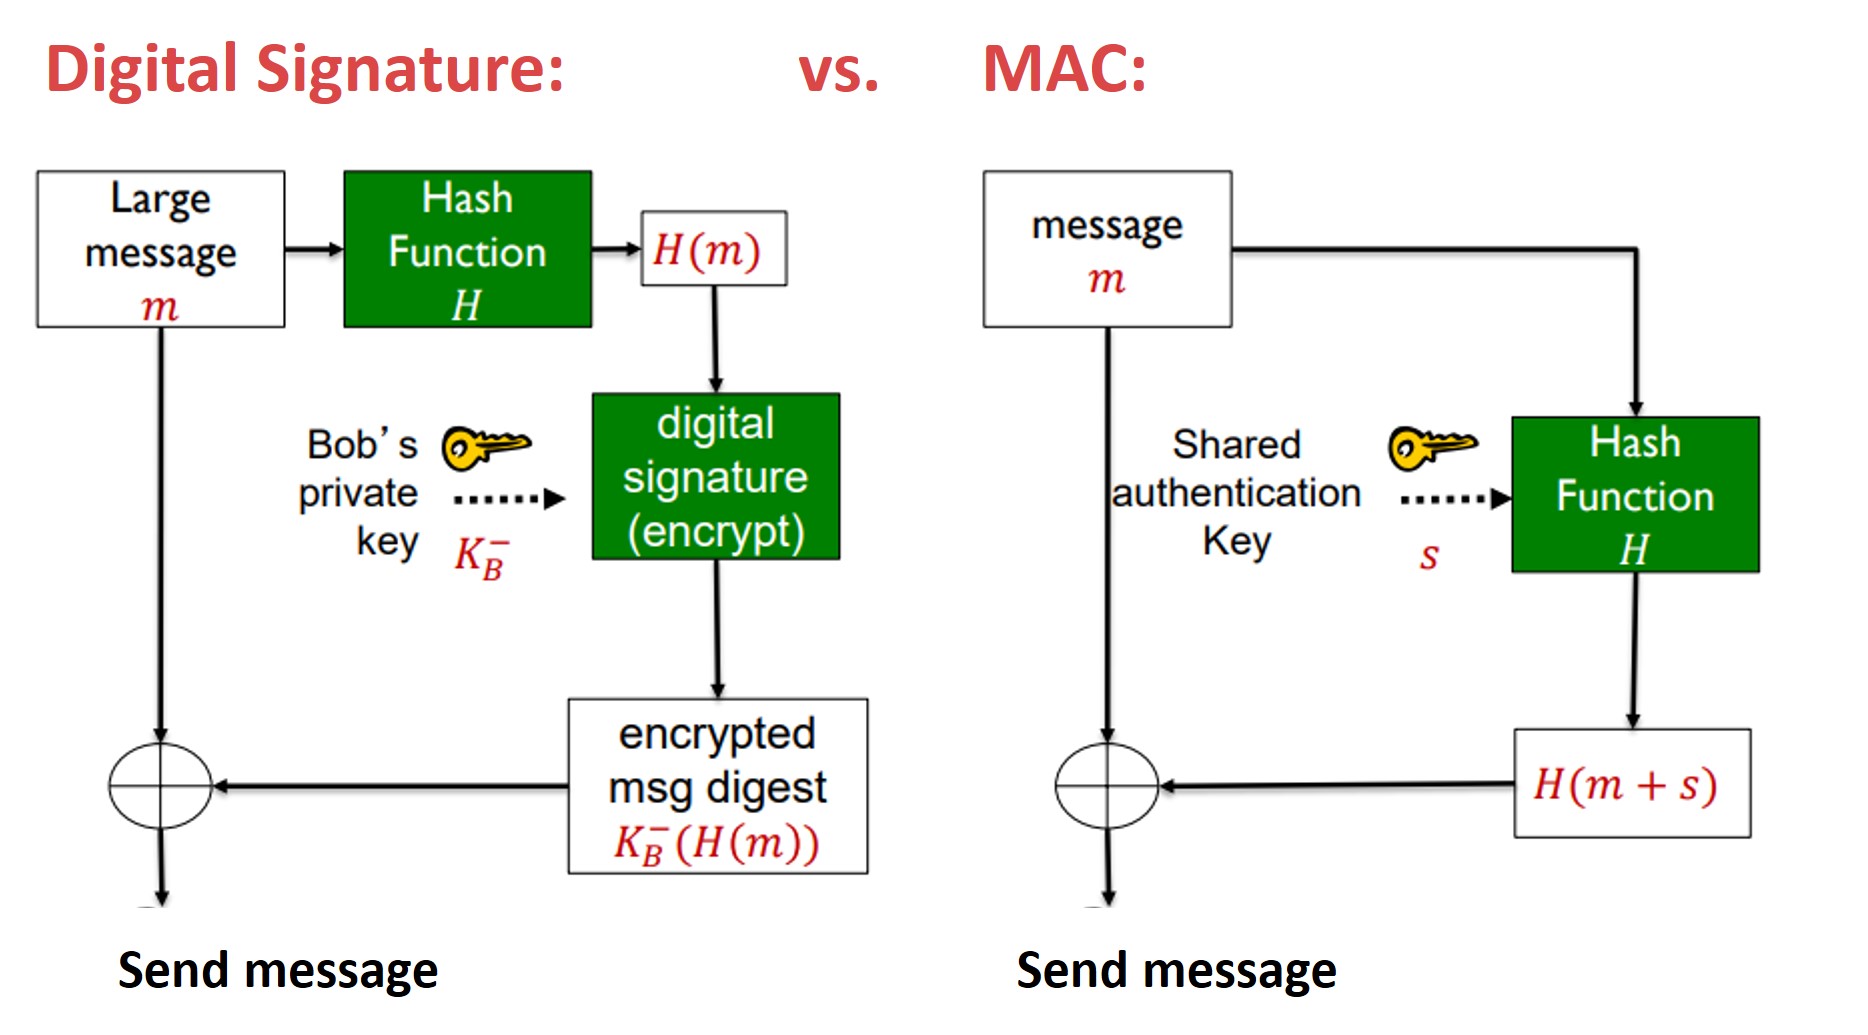 Digital Signature: vs. MAC:
Large
message
m
Hash
Function
H
H(m)
Bob's
private
key
K_B^-
digital
signature
(encrypt)
encrypted
msg digest
K_B^-(H(m))
Send message
message
m
Shared
authentication
Key
s
Hash
Function
H
H(m + s)
Send message